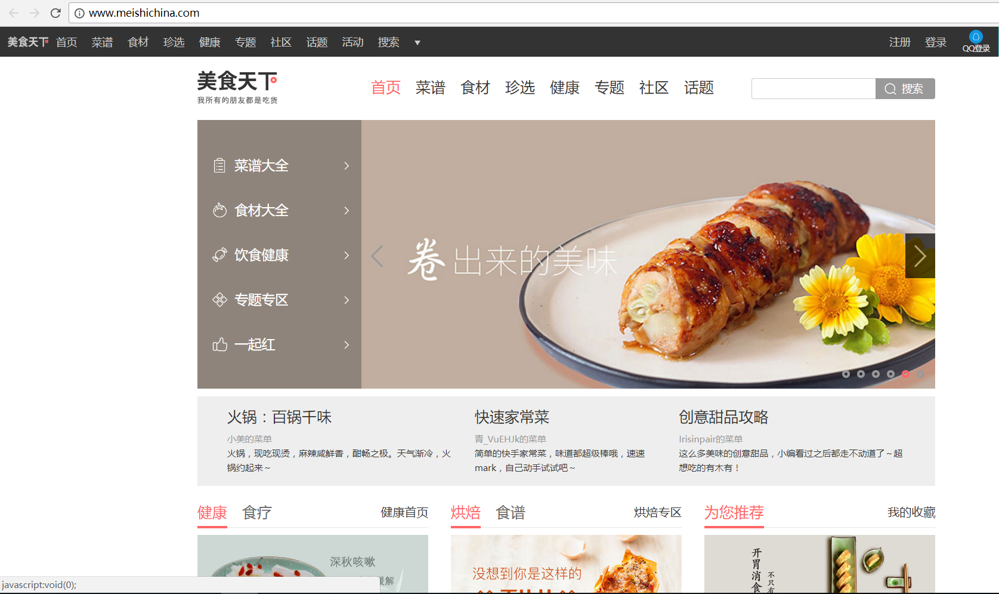 www.meishichina.com
美食天下 首页 菜谱 食材 珍选 健康 专题 社区 话题 活动 搜索 ▼ 注册 登录 QQ登录
美食天下
我所有的朋友都是吃货
首页 菜谱 食材 珍选 健康 专题 社区 话题 搜索
菜谱大全
食材大全
饮食健康
专题专区
一起红
卷出来的美味
火锅：百锅千味
小美的菜单
火锅，现吃现烫，麻辣咸鲜香，酣畅之极。天气渐冷，火
锅约起来～
快速家常菜
青_VuEHJk的菜单
简单的快手家常菜，味道都超级棒哦，速速
mark，自己动手试试吧～
创意甜品攻略
Irisinpair的菜单
这么多美味的创意甜品，小编看过之后都走不动道了～超
想吃的有木有！
健康 食疗 健康首页
烘焙 食谱 烘焙专区
为您推荐 我的收藏
深秋咳嗽
缓解
没想到你是这样的
开胃消食
不只有
javascript:void(0);